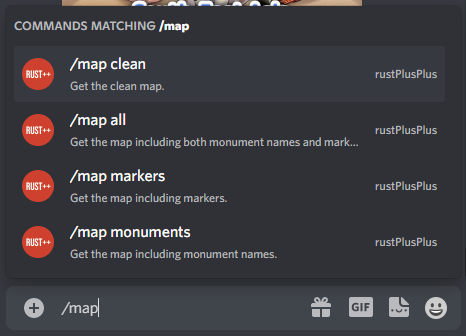 COMMANDS MATCHING /map
RUST++
/map clean
rustPlusPlus
Get the clean map.
RUST++
/map all
rustPlusPlus
Get the map including both monument names and mark...
RUST++
/map markers
rustPlusPlus
Get the map including markers.
RUST++
/map monuments
rustPlusPlus
Get the map including monument names.
/map
GIF